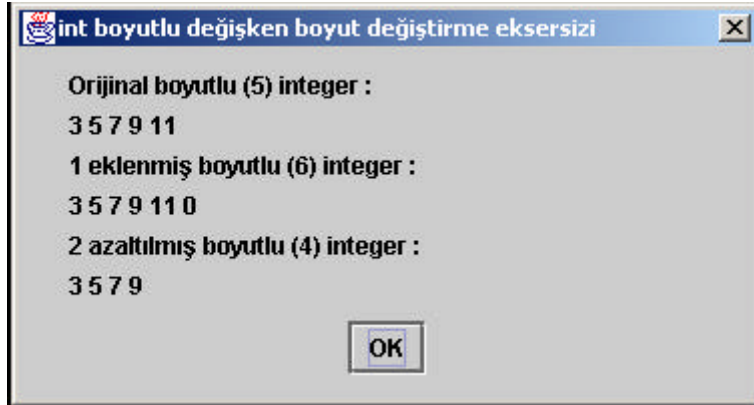 int boyutlu değişken boyut değiştirme eksersizi
Orijinal boyutlu (5) integer :
3 5 7 9 11
1 eklenmiş boyutlu (6) integer :
3 5 7 9 11 0
2 azaltılmış boyutlu (4) integer :
3 5 7 9
OK